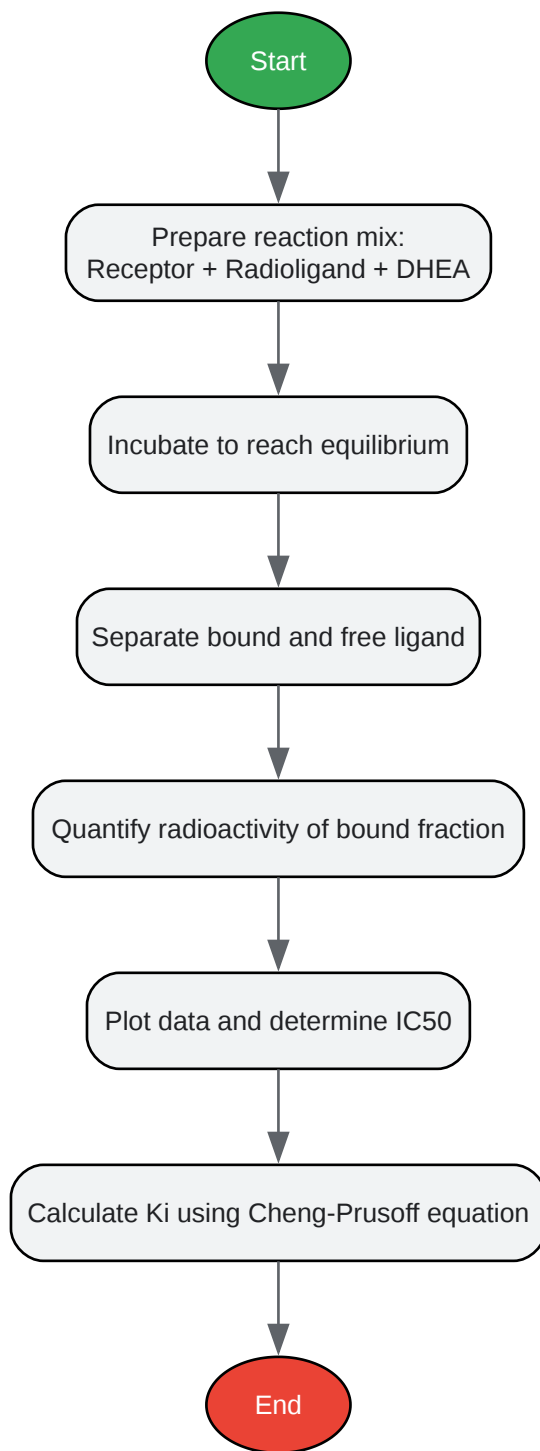 Start
Prepare reaction mix:
Receptor + Radioligand + DHEA
Incubate to reach equilibrium
Separate bound and free ligand
Quantify radioactivity of bound fraction
Plot data and determine IC50
Calculate Ki using Cheng-Prusoff equation
End